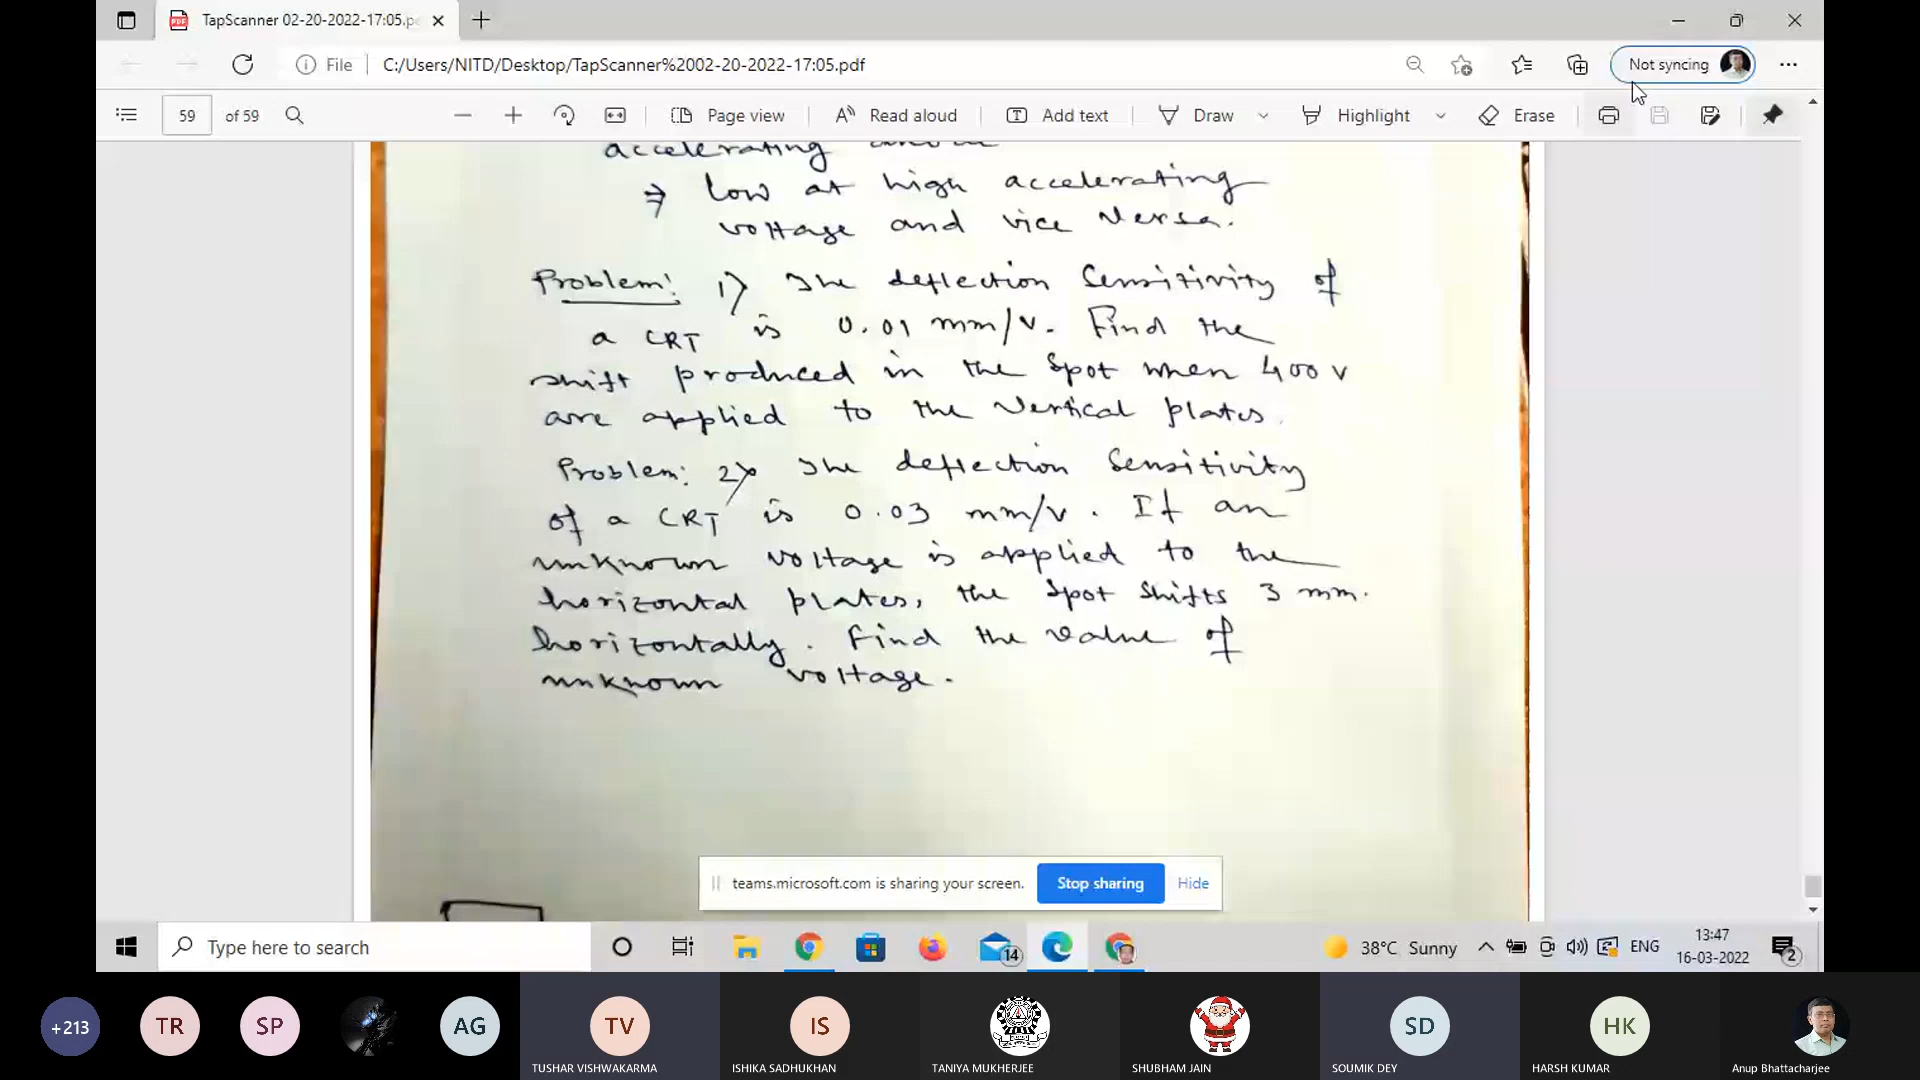 TapScanner 02-20-2022-17:05.p
File C:/Users/NITD/Desktop/TapScanner%2002-20-2022-17:05.pdf
Not syncing
59 of 59
Page view
Read aloud
Add text
Draw
Highlight
Erase
accelerating
⇒ low at high accelerating
voltage and vice versa.
Problem: 1) The deflection sensitivity of
a CRT is 0.01 mm/v. Find the
shift produced in the spot when 400 v
are applied to the vertical plates.
Problem: 2) The deflection sensitivity
of a CRT is 0.03 mm/v. If an
unknown voltage is applied to the
horizontal plates, the spot shifts 3 mm.
horizontally. Find the value of
unknown voltage.
teams.microsoft.com is sharing your screen.
Stop sharing
Hide
Type here to search
14
38°C Sunny
ENG
13:47
16-03-2022
2
+213
TR
SP
AG
TV
IS
SD
HK
TUSHAR VISHWAKARMA
ISHIKA SADHUKHAN
TANIYA MUKHERJEE
SHUBHAM JAIN
SOUMIK DEY
HARSH KUMAR
Anup Bhattacharjee